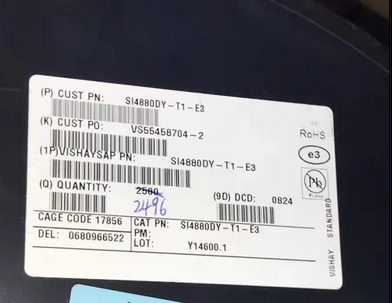 (P) CUST PN: SI4880DY-T1-E3
(K) CUST PO: VS55458704-2
(1P)VISHAYSAP PN: SI4880DY-T1-E3
(Q) QUANTITY: 2500
2496
(9D) DCD: 0824
CAGE CODE 17856
CAT PN: SI4880DY-T1-E3
PM:
DEL: 0680966522
LOT: Y14600.1
RoHS
e3
Pb
VISHAY STANDARD